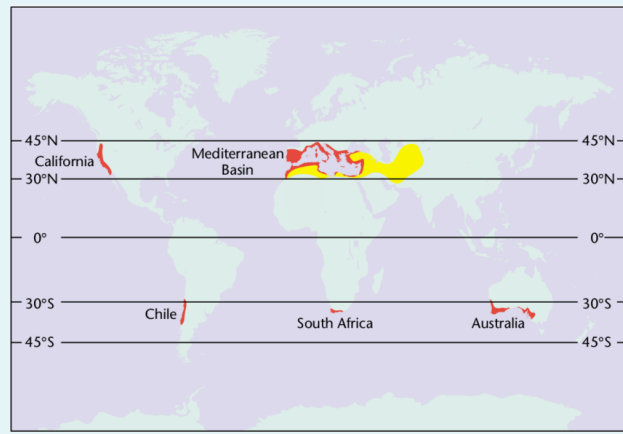 45°N
45°N
California
Mediterranean
Basin
30°N
30°N
0°
0°
30°S
30°S
Chile
South Africa
Australia
45°S
45°S